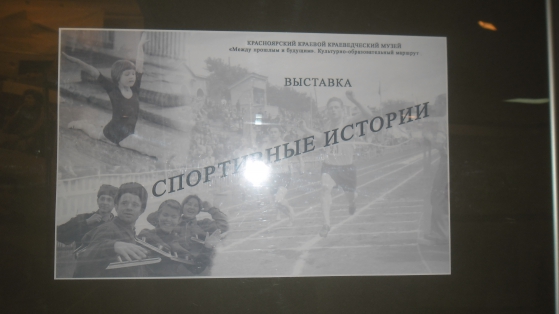 КРАСНОЯРСКИЙ КРАЕВОЙ КРАЕВЕДЧЕСКИЙ МУЗЕЙ
«Между прошлым и будущим». Культурно-образовательный маршрут
ВЫСТАВКА
СПОРТИВНЫЕ ИСТОРИИ